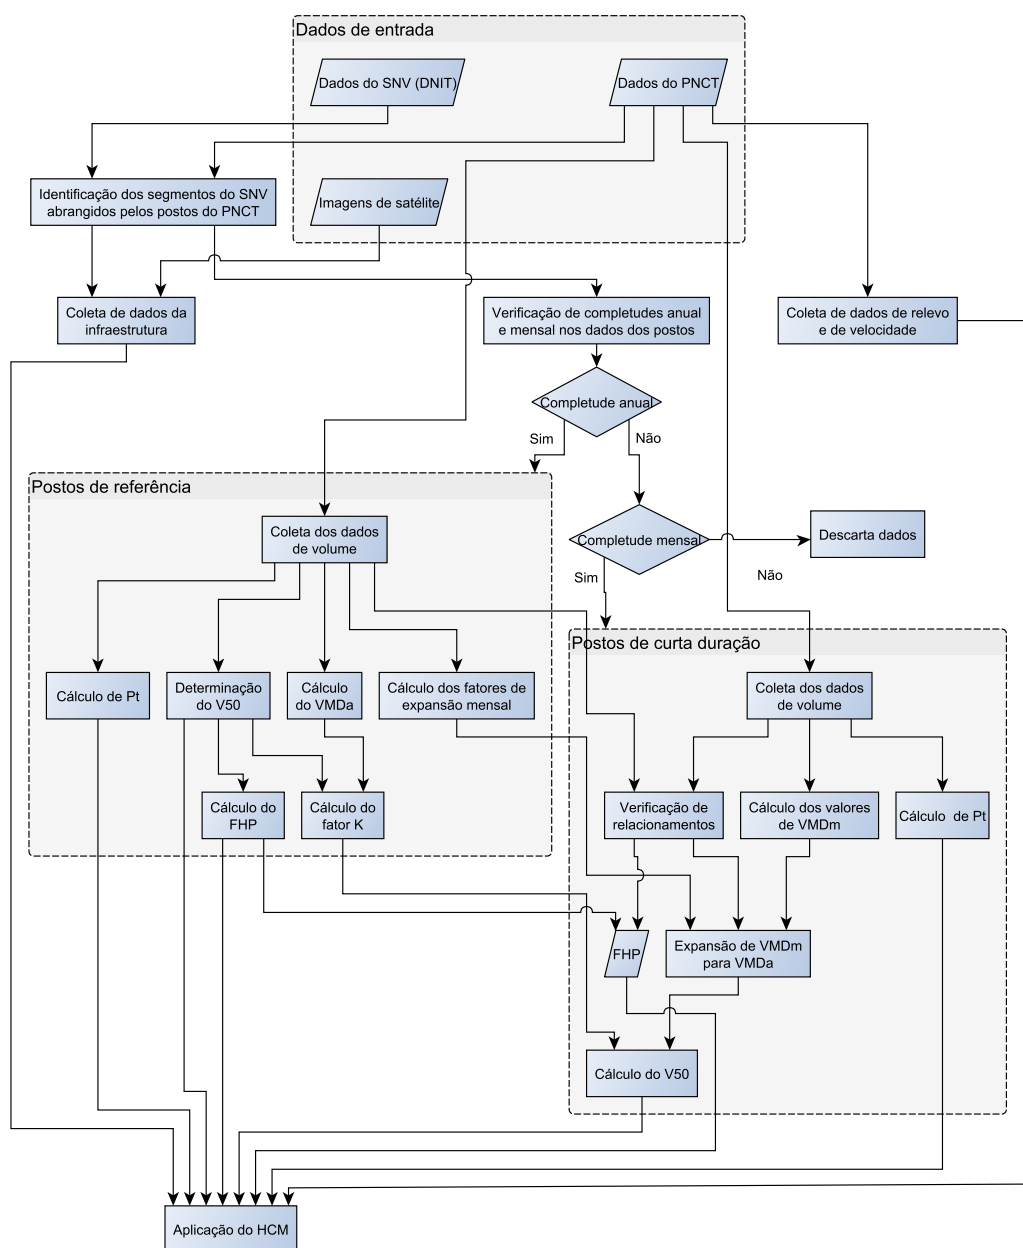 Dados de entrada
Dados do SNV (DNIT)
Dados do PNCT
Identificação dos segmentos do SNV
abrangidos pelos postos do PNCT
Imagens de satélite
Coleta de dados da
infraestrutura
Verificação de completudes anual
e mensal nos dados dos postos
Coleta de dados de relevo
e de velocidade
Completude anual
Sim
Não
Postos de referência
Coleta dos dados
de volume
Completude mensal
Descarta dados
Sim
Não
Postos de curta duração
Cálculo de Pt
Determinação
do V50
Cálculo
do VMDa
Cálculo dos fatores de
expansão mensal
Coleta dos dados
de volume
Cálculo do
FHP
Cálculo do
fator K
Verificação de
relacionamentos
Cálculo dos valores
de VMDm
Cálculo  de Pt
FHP
Expansão de VMDm
para VMDa
Cálculo do V50
Aplicação do HCM